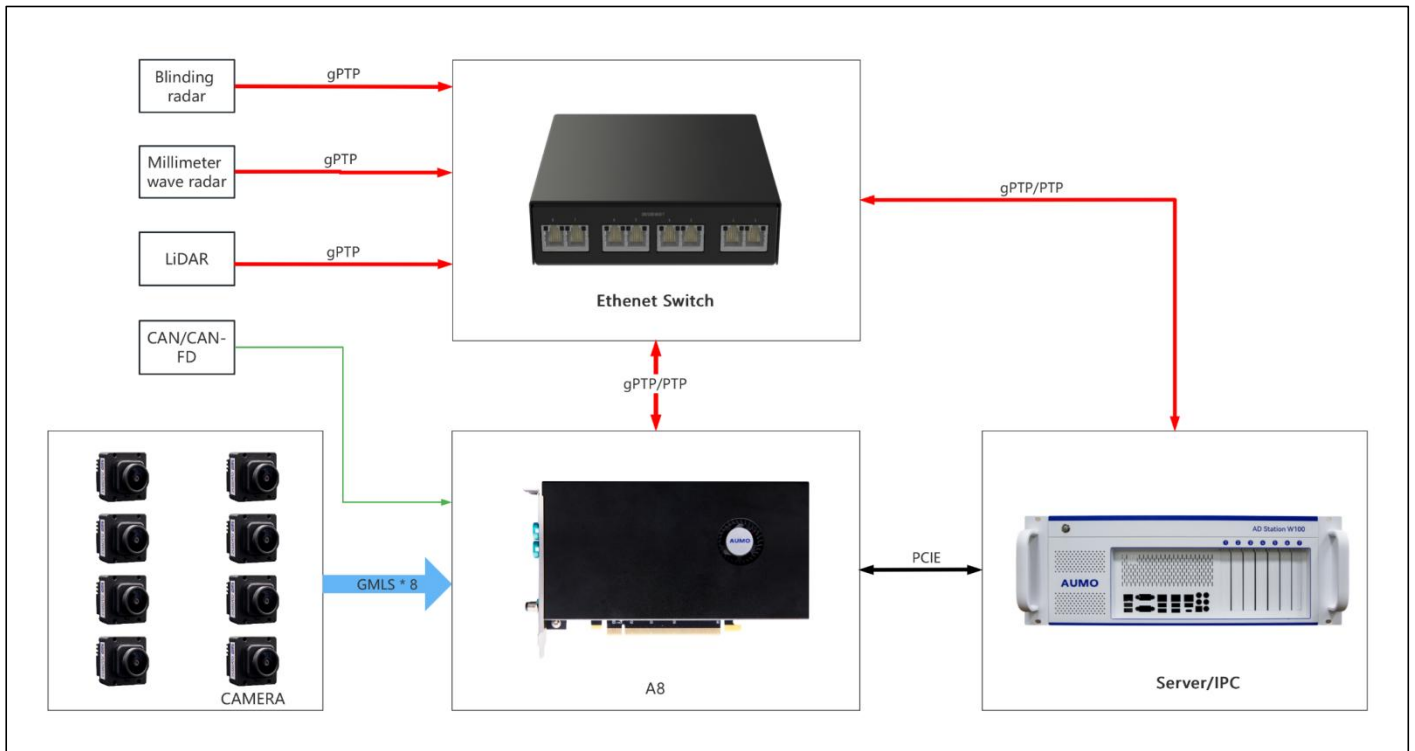 Blinding
radar
gPTP
Millimeter
wave radar
gPTP
LiDAR
gPTP
CAN/CAN-
FD
Ethenet Switch
gPTP/PTP
gPTP/PTP
GMLS * 8
CAMERA
AUMO
A8
PCIE
AD Station W100
AUMO
Server/IPC